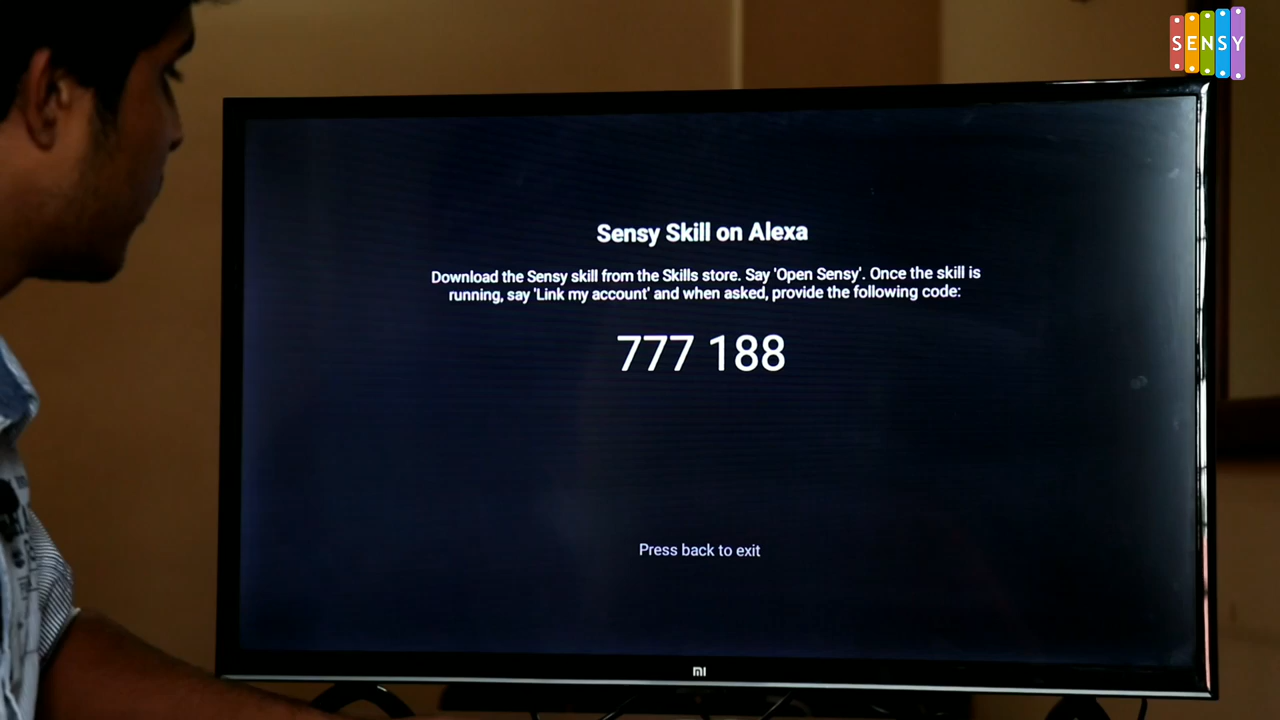 SENSY
Sensy Skill on Alexa
Download the Sensy skill from the Skills store. Say 'Open Sensy'. Once the skill is
running, say 'Link my account' and when asked, provide the following code:
777 188
Press back to exit
mi